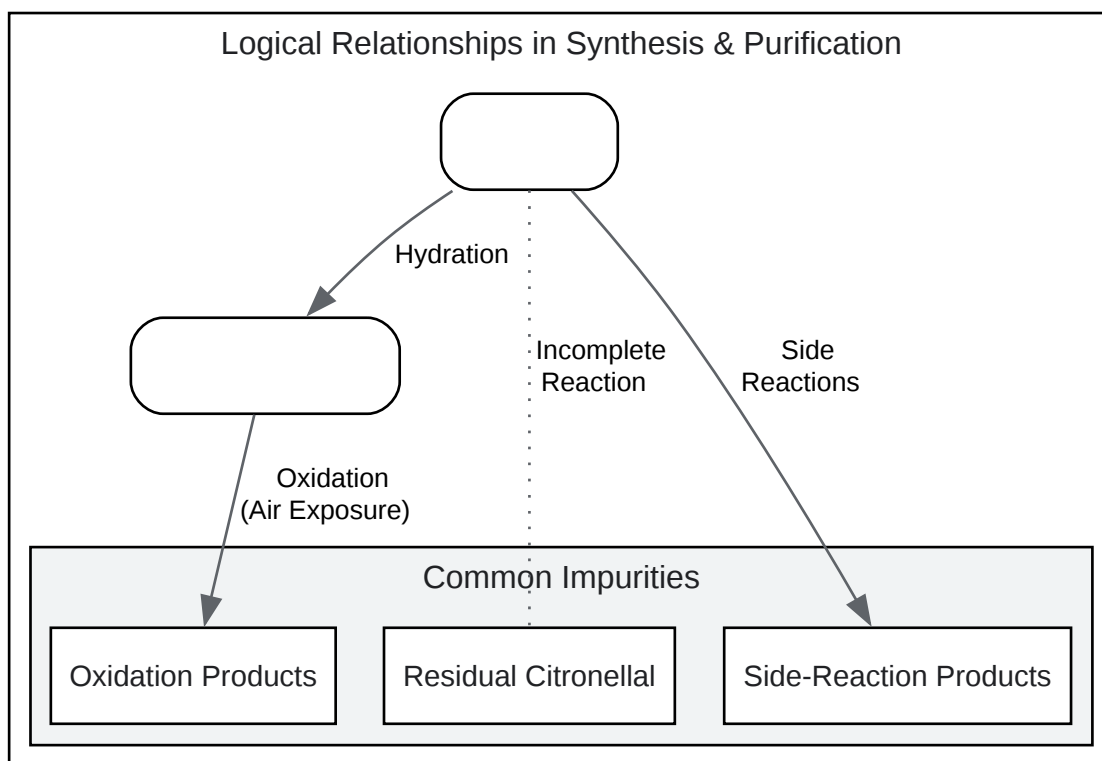 Logical Relationships in Synthesis & Purification
Hydration
Incomplete
Reaction
Side
Reactions
Oxidation
(Air Exposure)
Common Impurities
Oxidation Products
Residual Citronellal
Side-Reaction Products